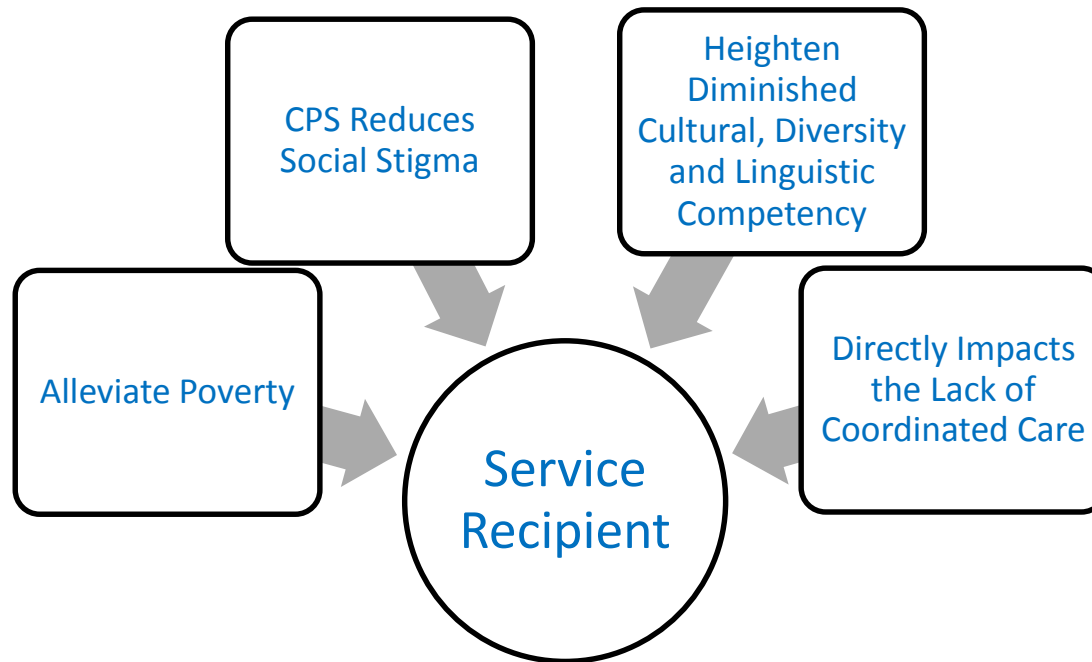 CPS Reduces
Social Stigma
Heighten
Diminished
Cultural, Diversity
and Linguistic
Competency
Alleviate Poverty
Directly Impacts
the Lack of
Coordinated Care
Service
Recipient